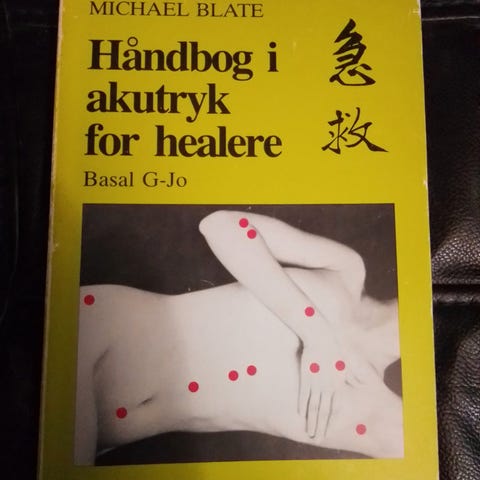 MICHAEL BLATE
Håndbog i
akutryk
for healere
Basal G-Jo
急
救